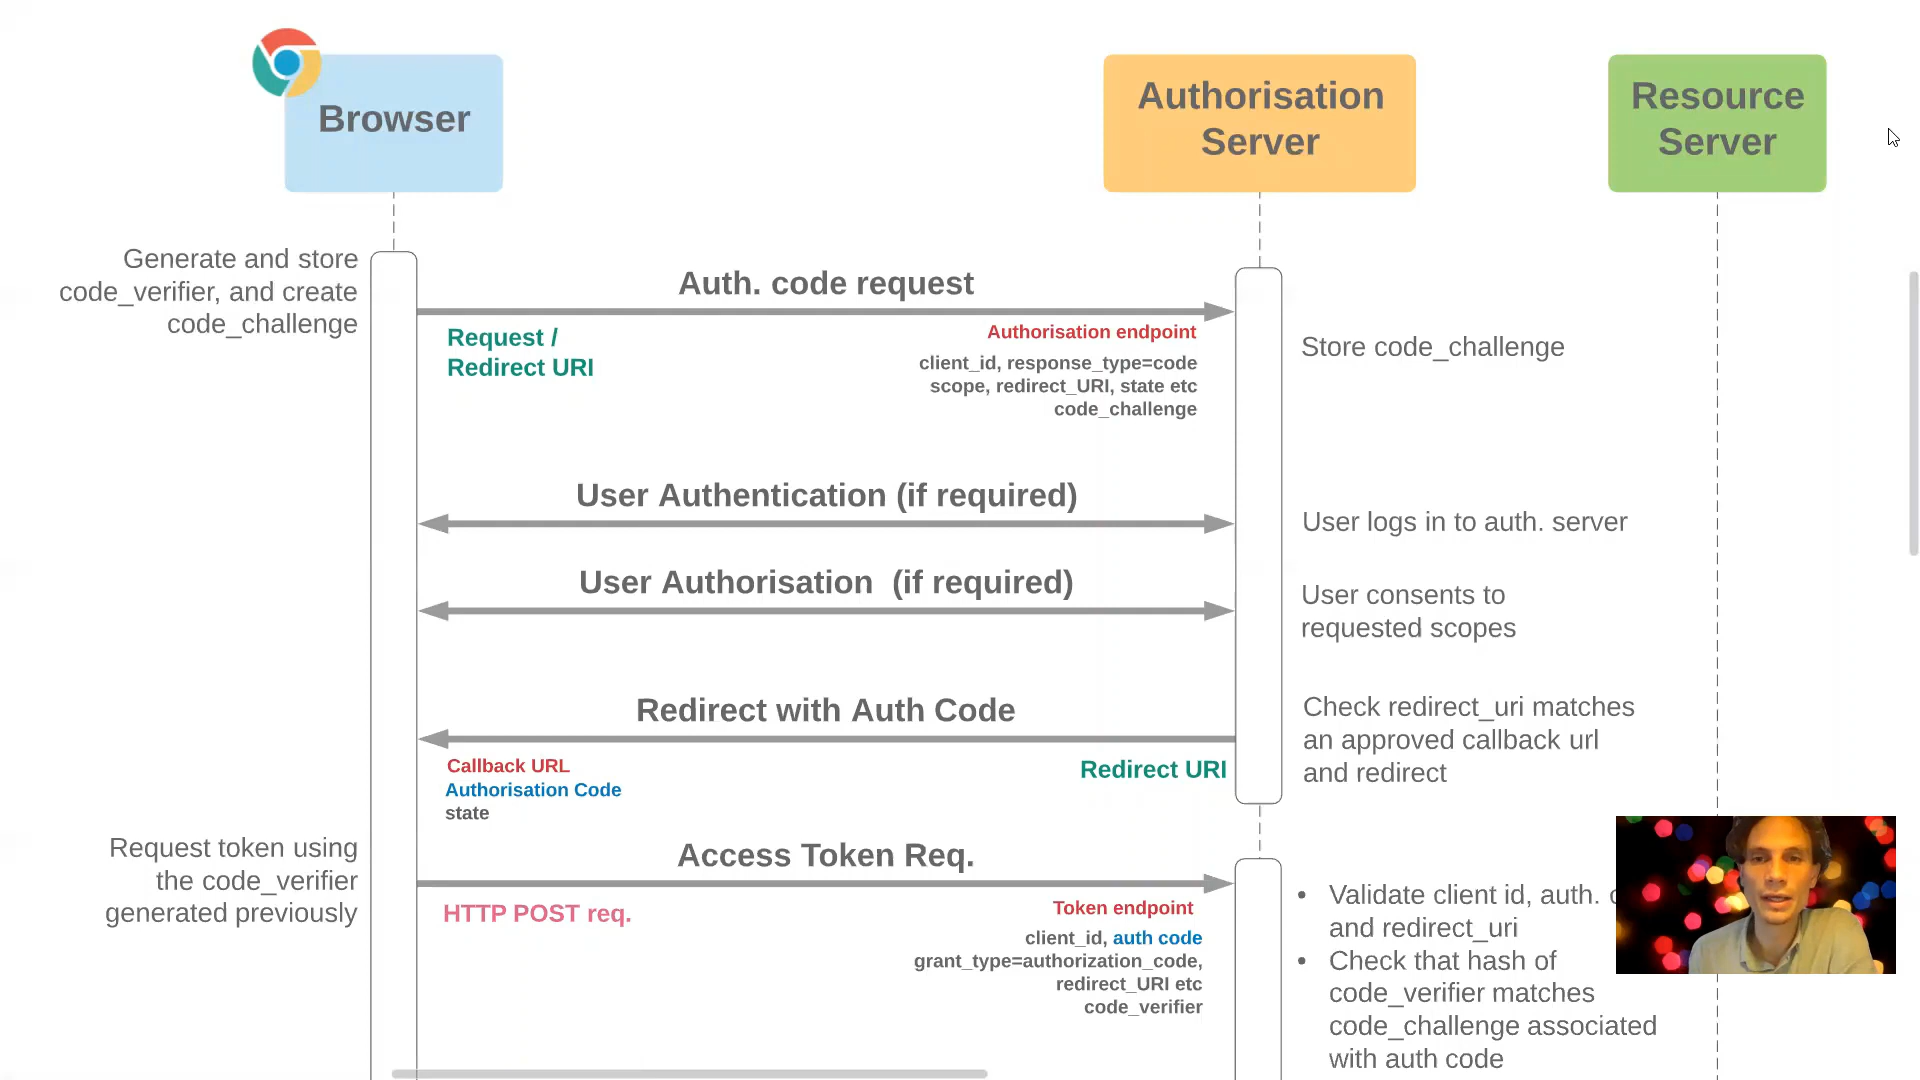 Browser
Authorisation
Server
Resource
Server
Generate and store
code_verifier, and create
code_challenge
Auth. code request
Request /
Redirect URI
Authorisation endpoint
client_id, response_type=code
scope, redirect_URI, state etc
code_challenge
Store code_challenge
User Authentication (if required)
User logs in to auth. server
User Authorisation (if required)
User consents to
requested scopes
Redirect with Auth Code
Callback URL
Authorisation Code
state
Redirect URI
Check redirect_uri matches
an approved callback url
and redirect
Request token using
the code_verifier
generated previously
Access Token Req.
HTTP POST req.
Token endpoint
client_id, auth code
grant_type=authorization_code,
redirect_URI etc
code_verifier
• Validate client id, auth.
and redirect_uri
• Check that hash of
code_verifier matches
code_challenge associated
with auth code